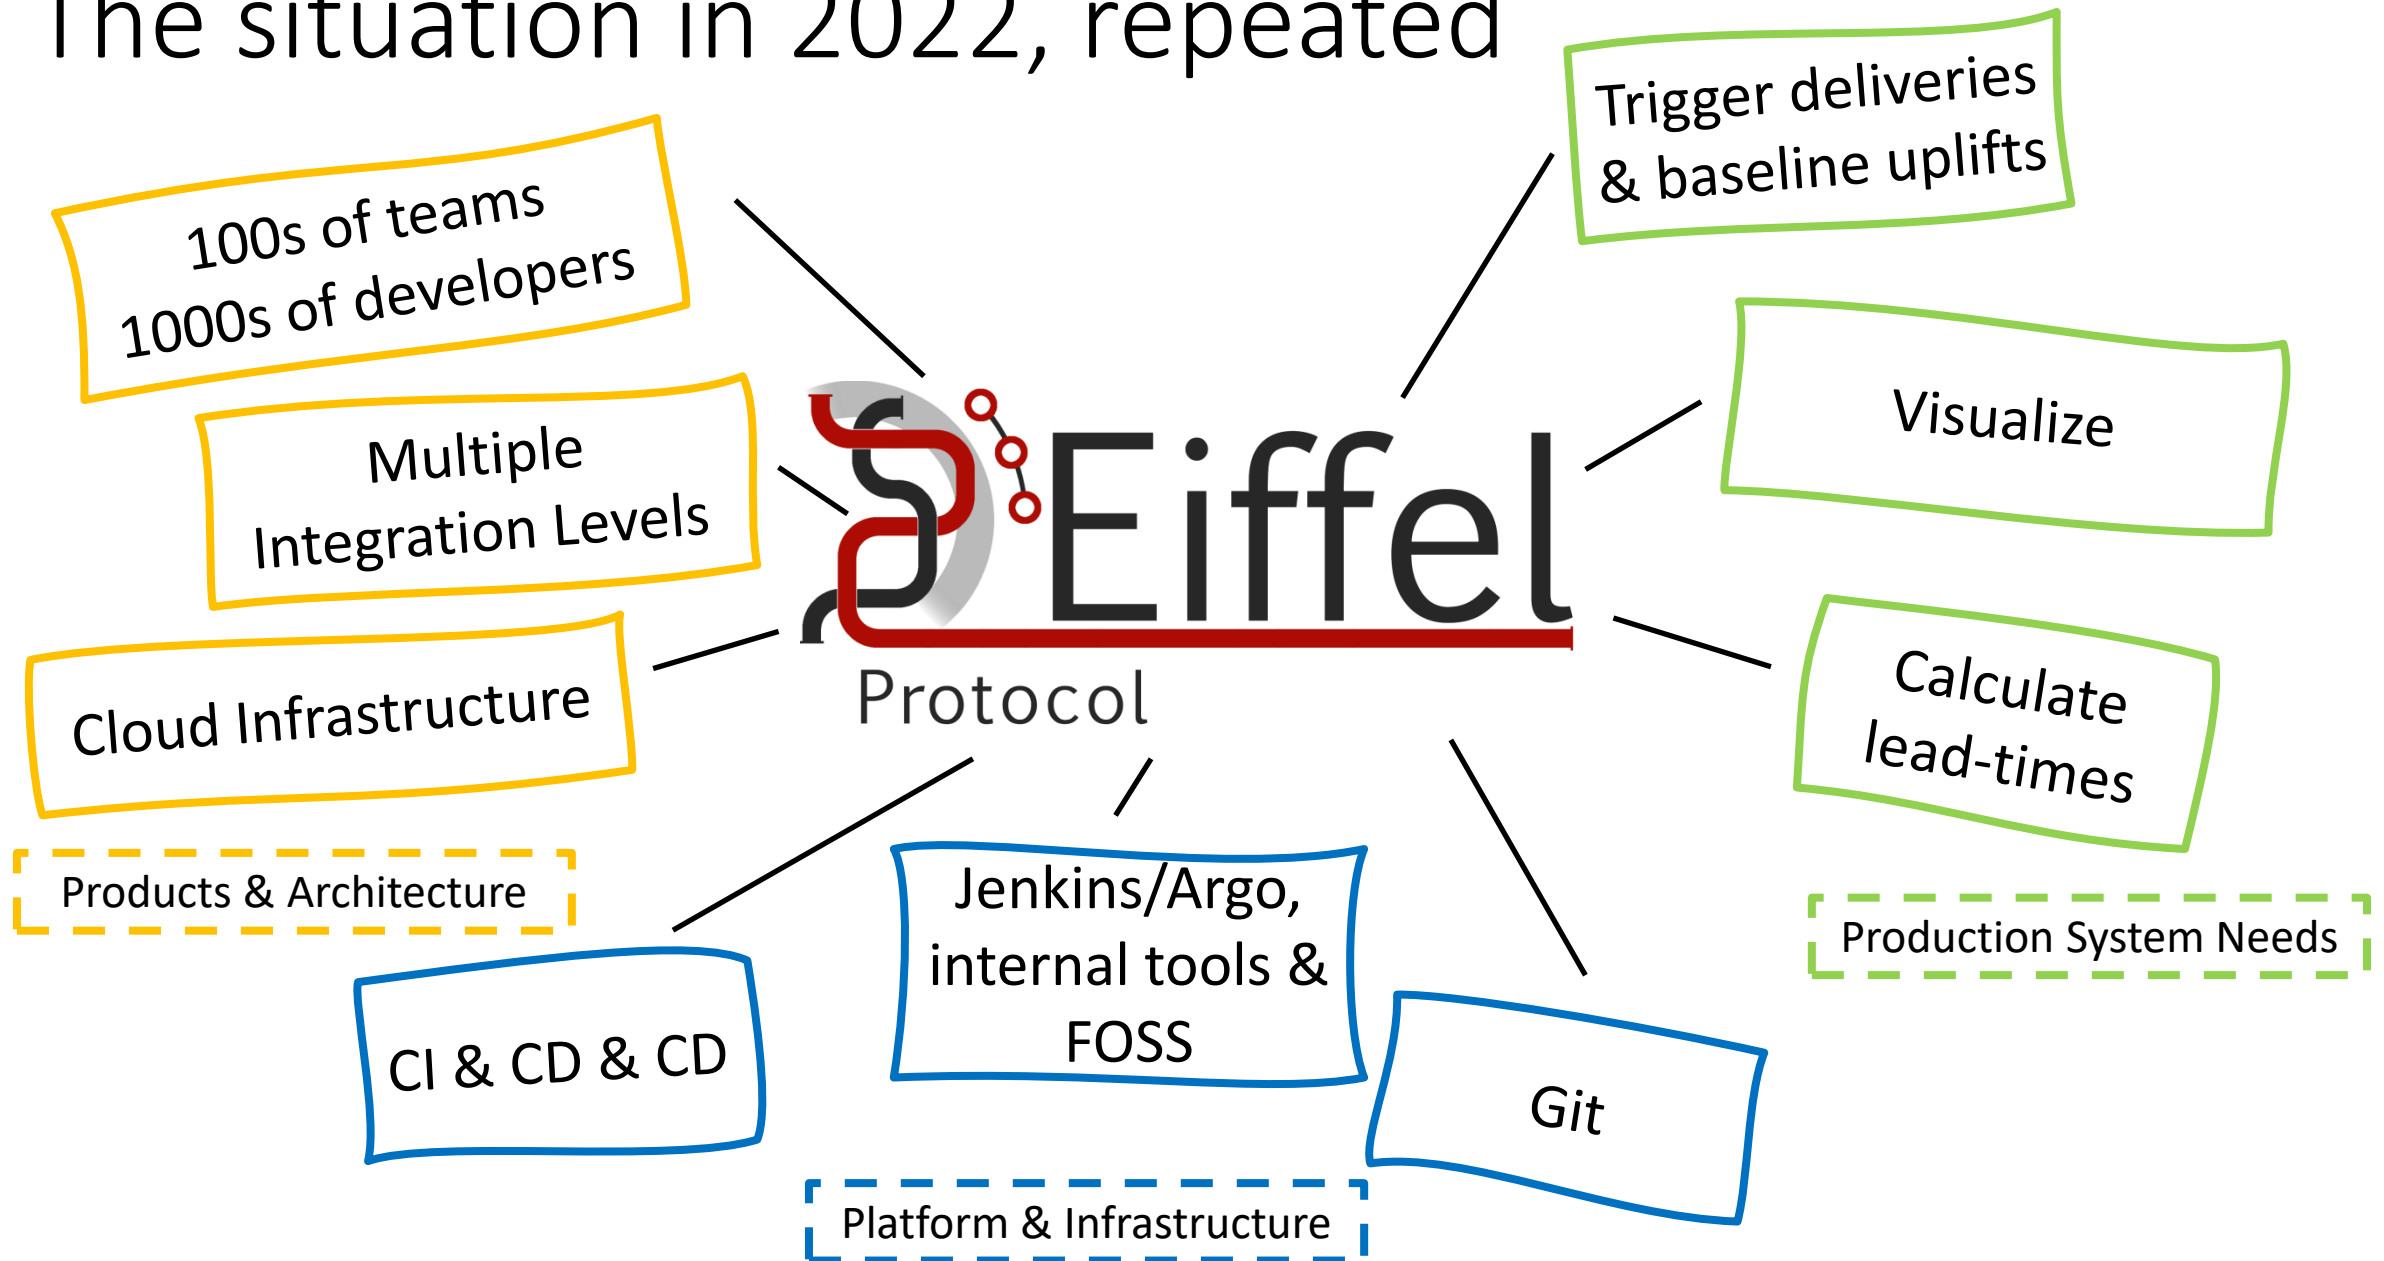 The situation in 2022, repeated
Trigger deliveries
& baseline uplifts
100s of teams
1000s of developers
Visualize
Multiple
Integration Levels
Eiffel
Protocol
Cloud Infrastructure
Calculate
lead-times
Products & Architecture
Jenkins/Argo,
internal tools &
FOSS
Production System Needs
CI & CD & CD
Git
Platform & Infrastructure